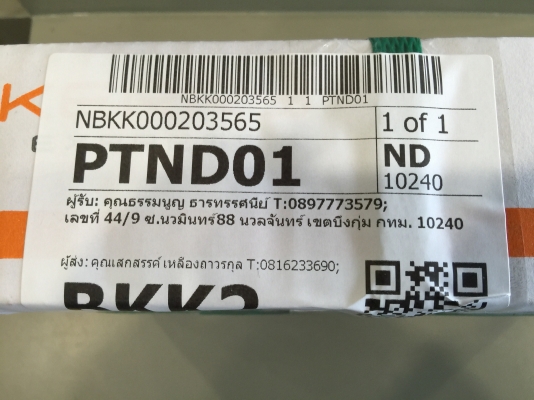 K
NBKK000203565 1 1 PTND01
NBKK000203565 1 of 1
PTND01 ND
10240
ผู้รับ: คุณธรรมนูญ ธารทรรศนีย์ T:0897773579;
เลขที่ 44/9 ซ.นวมินทร์88 นวลจันทร์ เขตบึงกุ่ม กทม. 10240
ผู้ส่ง: คุณเสกสรรค์ เหลืองถาวรกุล T:0816233690;
BKK2